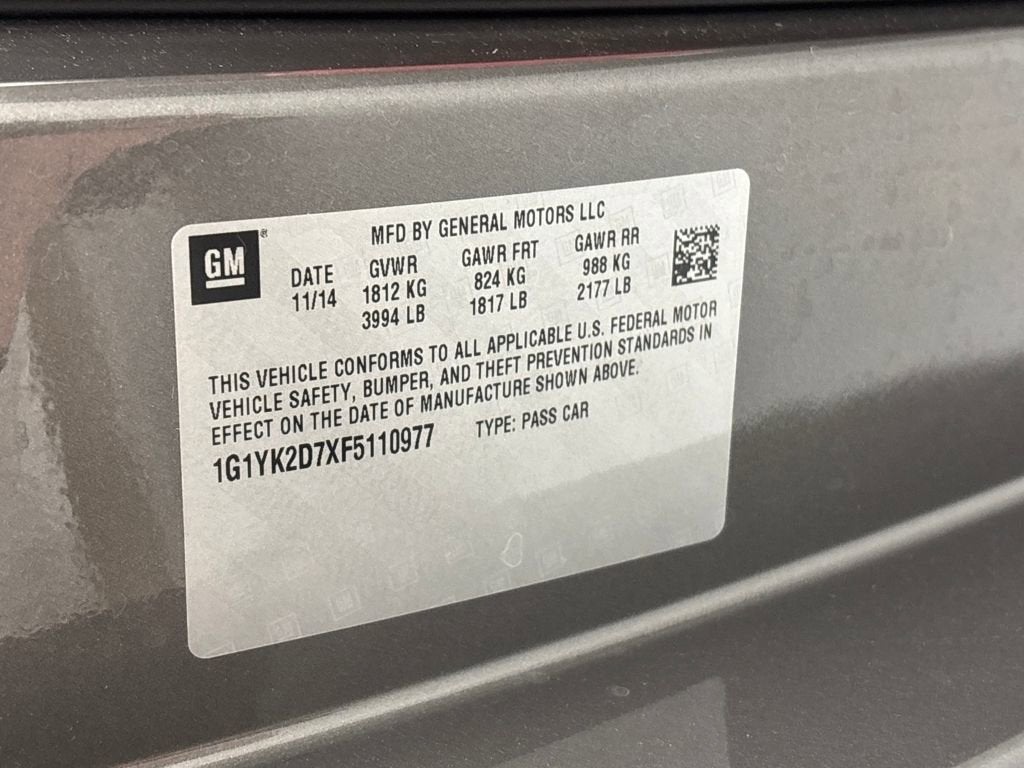 GM
MFD BY GENERAL MOTORS LLC
DATE GVWR GAWR FRT GAWR RR
11/14 1812 KG 824 KG 988 KG
3994 LB 1817 LB 2177 LB
THIS VEHICLE CONFORMS TO ALL APPLICABLE U.S. FEDERAL MOTOR
VEHICLE SAFETY, BUMPER, AND THEFT PREVENTION STANDARDS IN
EFFECT ON THE DATE OF MANUFACTURE SHOWN ABOVE.
1G1YK2D7XF5110977 TYPE: PASS CAR